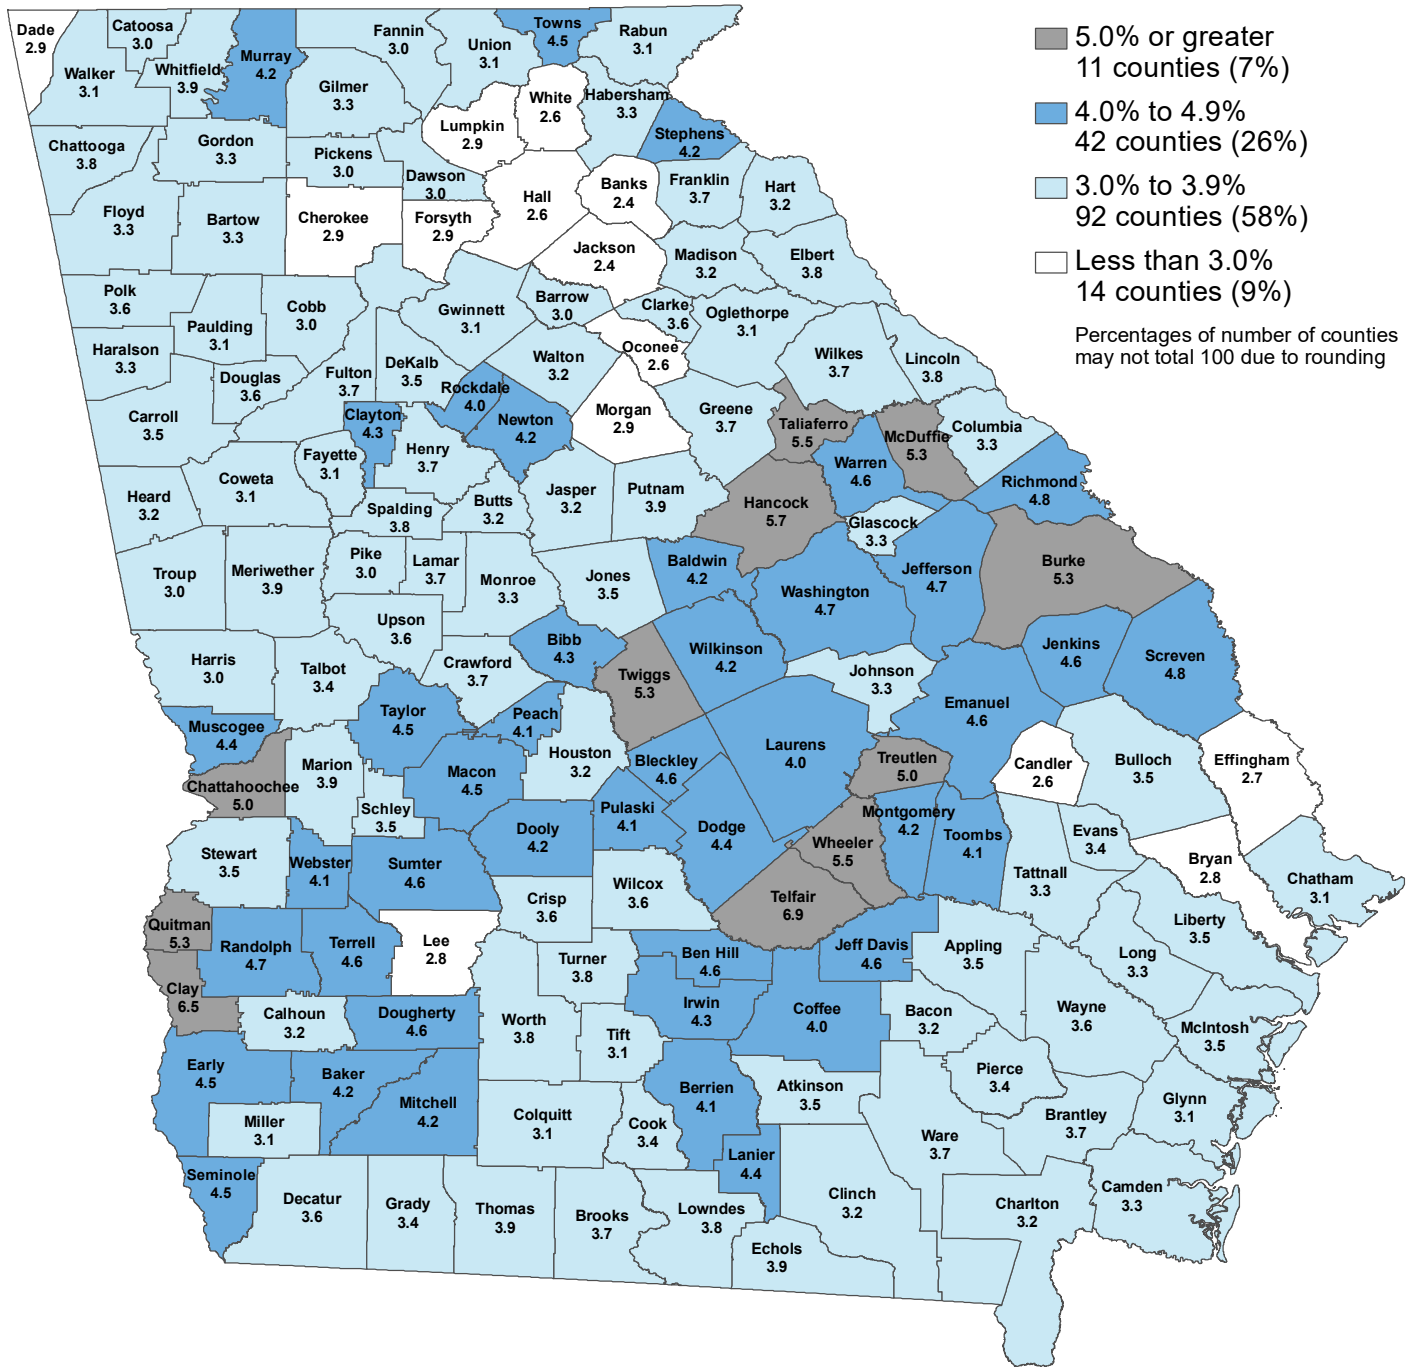 Dade
2.9
Catoosa
3.0
Walker
3.1
Whitfield
3.9
Murray
4.2
Fannin
3.0
Union
3.1
Towns
4.5
Rabun
3.1
Gilmer
3.3
White
2.6
Habersham
3.3
Lumpkin
2.9
Stephens
4.2
Chattooga
3.8
Gordon
3.3
Pickens
3.0
Dawson
3.0
Hall
2.6
Banks
2.4
Franklin
3.7
Hart
3.2
Floyd
3.3
Bartow
3.3
Cherokee
2.9
Forsyth
2.9
Jackson
2.4
Madison
3.2
Elbert
3.8
Polk
3.6
Paulding
3.1
Cobb
3.0
Gwinnett
3.1
Barrow
3.0
Clarke
3.6
Oglethorpe
3.1
Haralson
3.3
Douglas
3.6
Fulton
3.7
DeKalb
3.5
Rockdale
4.0
Walton
3.2
Oconee
2.6
Wilkes
3.7
Lincoln
3.8
Carroll
3.5
Clayton
4.3
Newton
4.2
Morgan
2.9
Greene
3.7
Taliaferro
5.5
McDuffie
5.3
Columbia
3.3
Fayette
3.1
Henry
3.7
Warren
4.6
Richmond
4.8
Heard
3.2
Coweta
3.1
Spalding
3.8
Butts
3.2
Jasper
3.2
Putnam
3.9
Hancock
5.7
Glascock
3.3
Troup
3.0
Meriwether
3.9
Pike
3.0
Lamar
3.7
Monroe
3.3
Jones
3.5
Baldwin
4.2
Washington
4.7
Jefferson
4.7
Burke
5.3
Upson
3.6
Bibb
4.3
Wilkinson
4.2
Jenkins
4.6
Screven
4.8
Harris
3.0
Talbot
3.4
Crawford
3.7
Twiggs
5.3
Johnson
3.3
Emanuel
4.6
Muscogee
4.4
Taylor
4.5
Peach
4.1
Houston
3.2
Bleckley
4.6
Laurens
4.0
Treutlen
5.0
Candler
2.6
Bulloch
3.5
Effingham
2.7
Chattahoochee
5.0
Marion
3.9
Macon
4.5
Schley
3.5
Pulaski
4.1
Dodge
4.4
Wheeler
5.5
Montgomery
4.2
Toombs
4.1
Evans
3.4
Stewart
3.5
Webster
4.1
Sumter
4.6
Dooly
4.2
Crisp
3.6
Wilcox
3.6
Telfair
6.9
Tattnall
3.3
Bryan
2.8
Chatham
3.1
Quitman
5.3
Randolph
4.7
Terrell
4.6
Lee
2.8
Turner
3.8
Ben Hill
4.6
Jeff Davis
4.6
Appling
3.5
Long
3.3
Liberty
3.5
Clay
6.5
Calhoun
3.2
Dougherty
4.6
Worth
3.8
Tift
3.1
Irwin
4.3
Coffee
4.0
Bacon
3.2
Wayne
3.6
McIntosh
3.5
Early
4.5
Baker
4.2
Mitchell
4.2
Miller
3.1
Colquitt
3.1
Cook
3.4
Berrien
4.1
Atkinson
3.5
Pierce
3.4
Ware
3.7
Brantley
3.7
Glynn
3.1
Seminole
4.5
Decatur
3.6
Grady
3.4
Thomas
3.9
Brooks
3.7
Lowndes
3.8
Lanier
4.4
Echols
3.9
Clinch
3.2
Charlton
3.2
Camden
3.3
5.0% or greater
11 counties (7%)
4.0% to 4.9%
42 counties (26%)
3.0% to 3.9%
92 counties (58%)
Less than 3.0%
14 counties (9%)
Percentages of number of counties
may not total 100 due to rounding